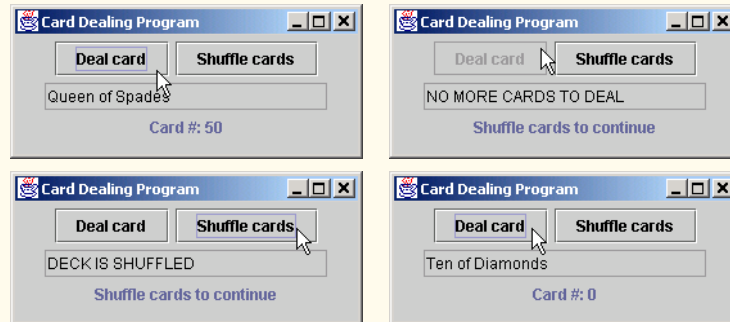 Card Dealing Program
Deal card Shuffle cards
Queen of Spades
Card #: 50
Card Dealing Program
Deal card Shuffle cards
NO MORE CARDS TO DEAL
Shuffle cards to continue
Card Dealing Program
Deal card Shuffle cards
DECK IS SHUFFLED
Shuffle cards to continue
Card Dealing Program
Deal card Shuffle cards
Ten of Diamonds
Card #: 0